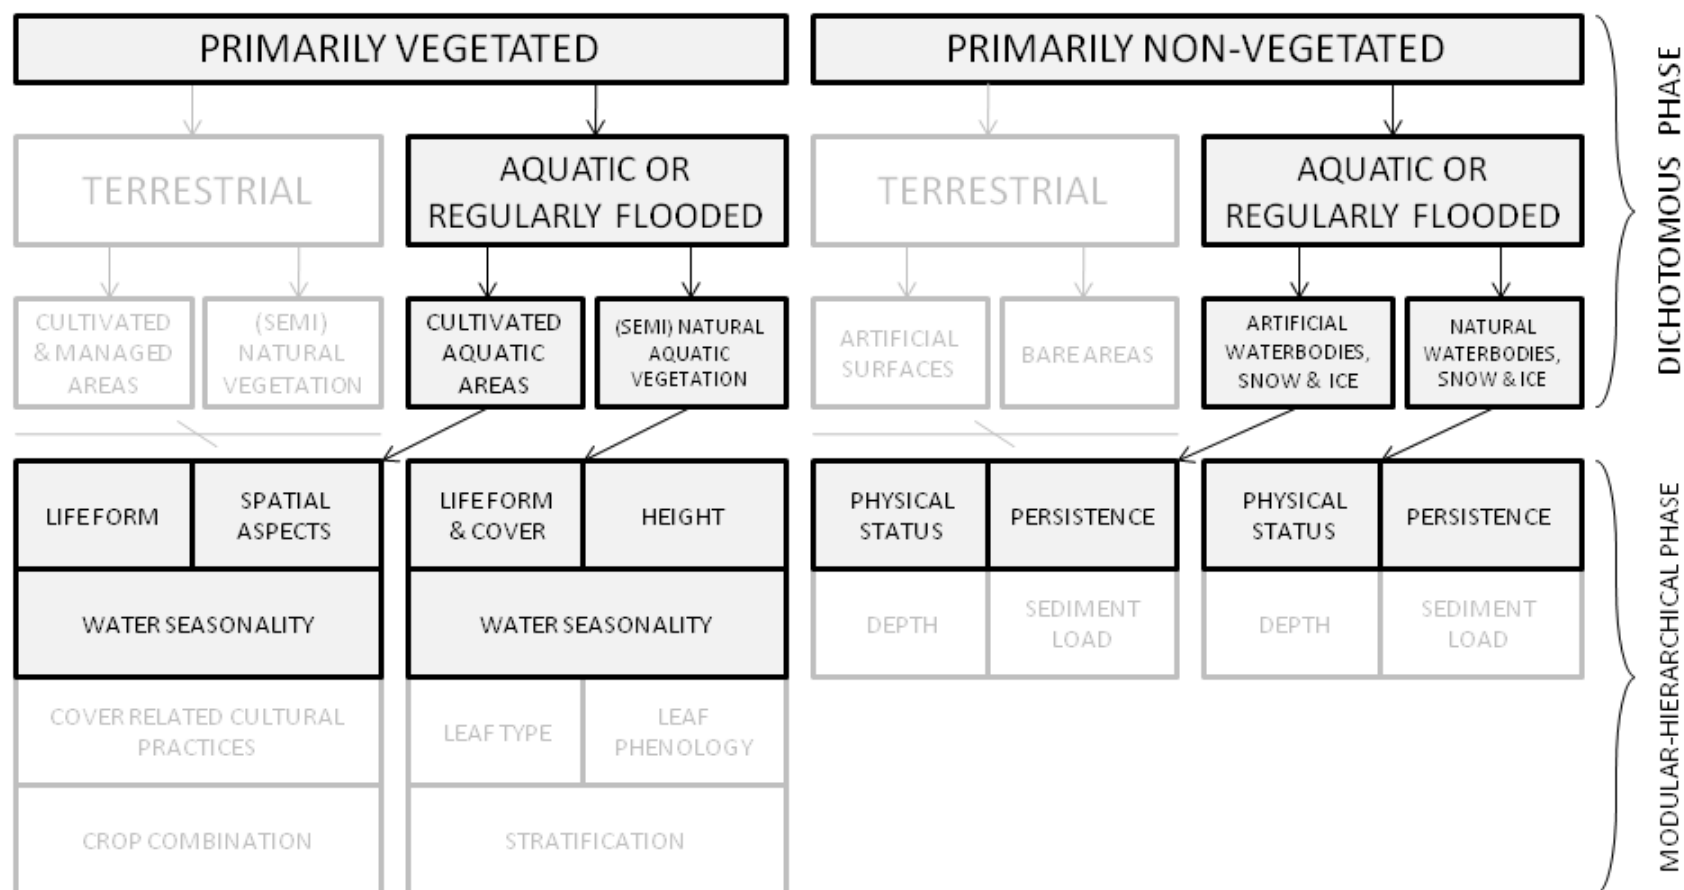 PRIMARILY VEGETATED
PRIMARILY NON-VEGETATED
TERRESTRIAL
AQUATIC OR
REGULARLY FLOODED
TERRESTRIAL
AQUATIC OR
REGULARLY FLOODED
CULTIVATED
& MANAGED
AREAS
(SEMI)
NATURAL
VEGETATION
CULTIVATED
AQUATIC
AREAS
(SEMI) NATURAL
AQUATIC
VEGETATION
ARTIFICIAL
SURFACES
BARE AREAS
ARTIFICIAL
WATERBODIES,
SNOW & ICE
NATURAL
WATERBODIES,
SNOW & ICE
DICHOTOMOUS PHASE
LIFE FORM
SPATIAL
ASPECTS
LIFE FORM
& COVER
HEIGHT
PHYSICAL
STATUS
PERSISTENCE
PHYSICAL
STATUS
PERSISTENCE
WATER SEASONALITY
WATER SEASONALITY
DEPTH
SEDIMENT
LOAD
DEPTH
SEDIMENT
LOAD
COVER RELATED CULTURAL
PRACTICES
LEAF TYPE
LEAF
PHENOLOGY
CROP COMBINATION
STRATIFICATION
MODULAR-HIERARCHICAL PHASE